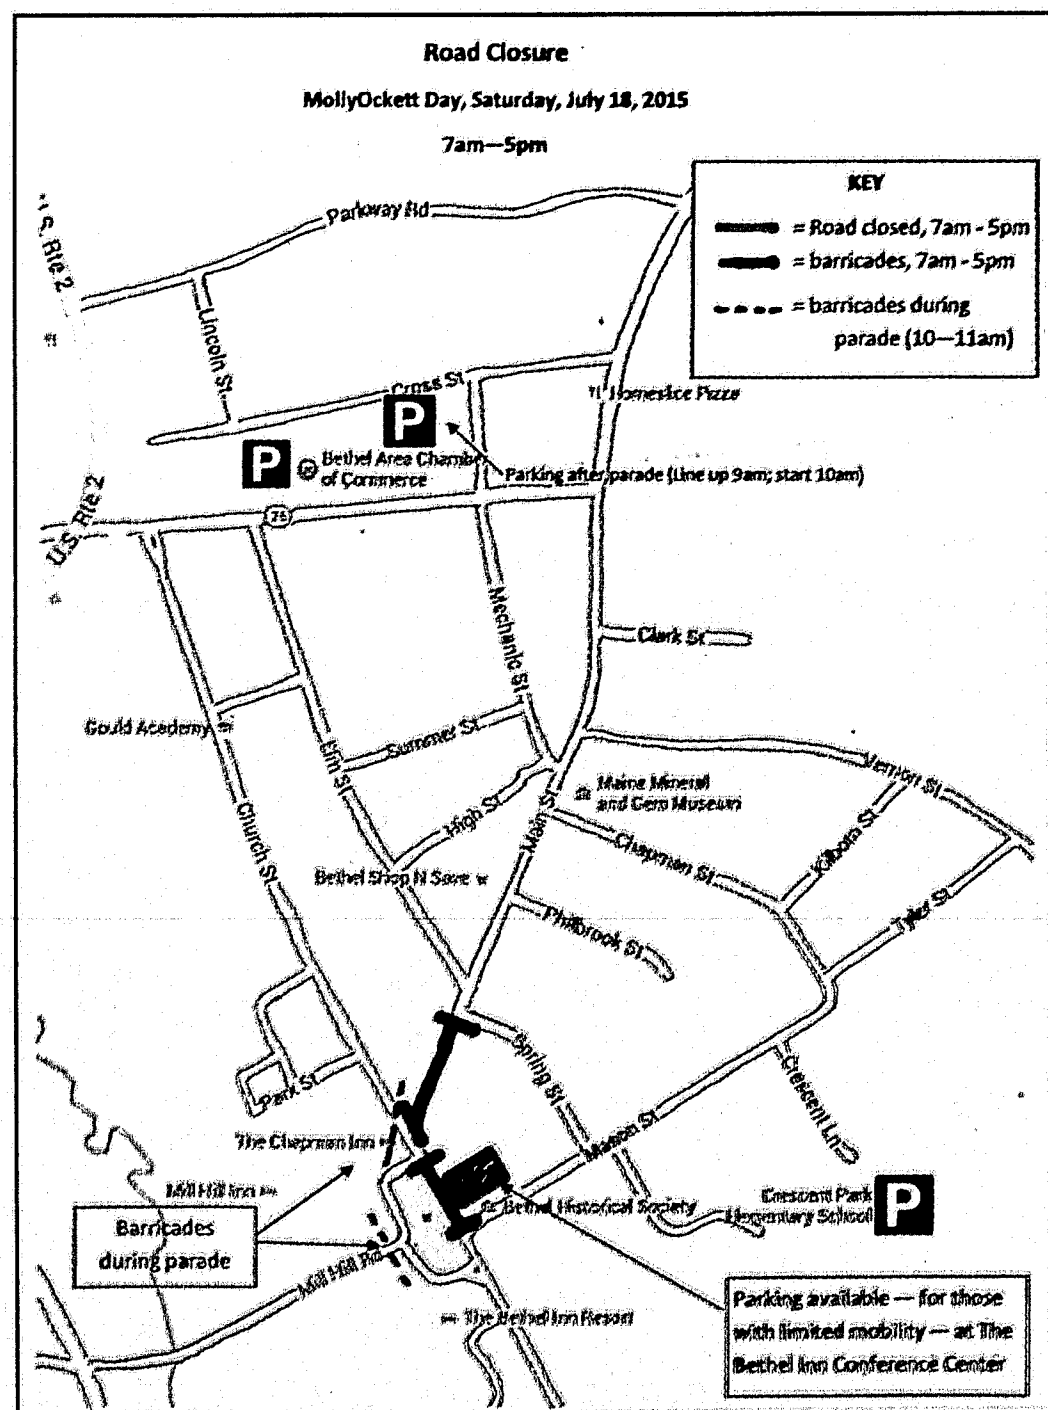 Road Closure
MollyOckett Day, Saturday, July 18, 2015
7am—5pm
KEY
= Road closed, 7am - 5pm
= barricades, 7am - 5pm
= barricades during
parade (10—11am)
U.S. Rte 2
Parkway Rd
Lincoln St
Cross St
Homeslice Pizza
P
P
Bethel Area Chamber
of Commerce
Parking after parade (Line up 9am; start 10am)
U.S. Rte 2
Mechanic St
Clark St
Gould Academy
Elm St
Summer St
Vernon St
Maine Mineral
and Gem Museum
Church St
High St
Main St
Chapman St
Kilborn St
Bethel Shop N Save
Philbrook St
Tyler St
Spring St
Park St
Crescent Ln
Mason St
The Chapman Inn
Mill Hill Inn
Bethel Historical Society
Crescent Park
Elementary School
P
Barricades
during parade
Mill Hill Rd
The Bethel Inn Resort
Parking available — for those
with limited mobility — at The
Bethel Inn Conference Center